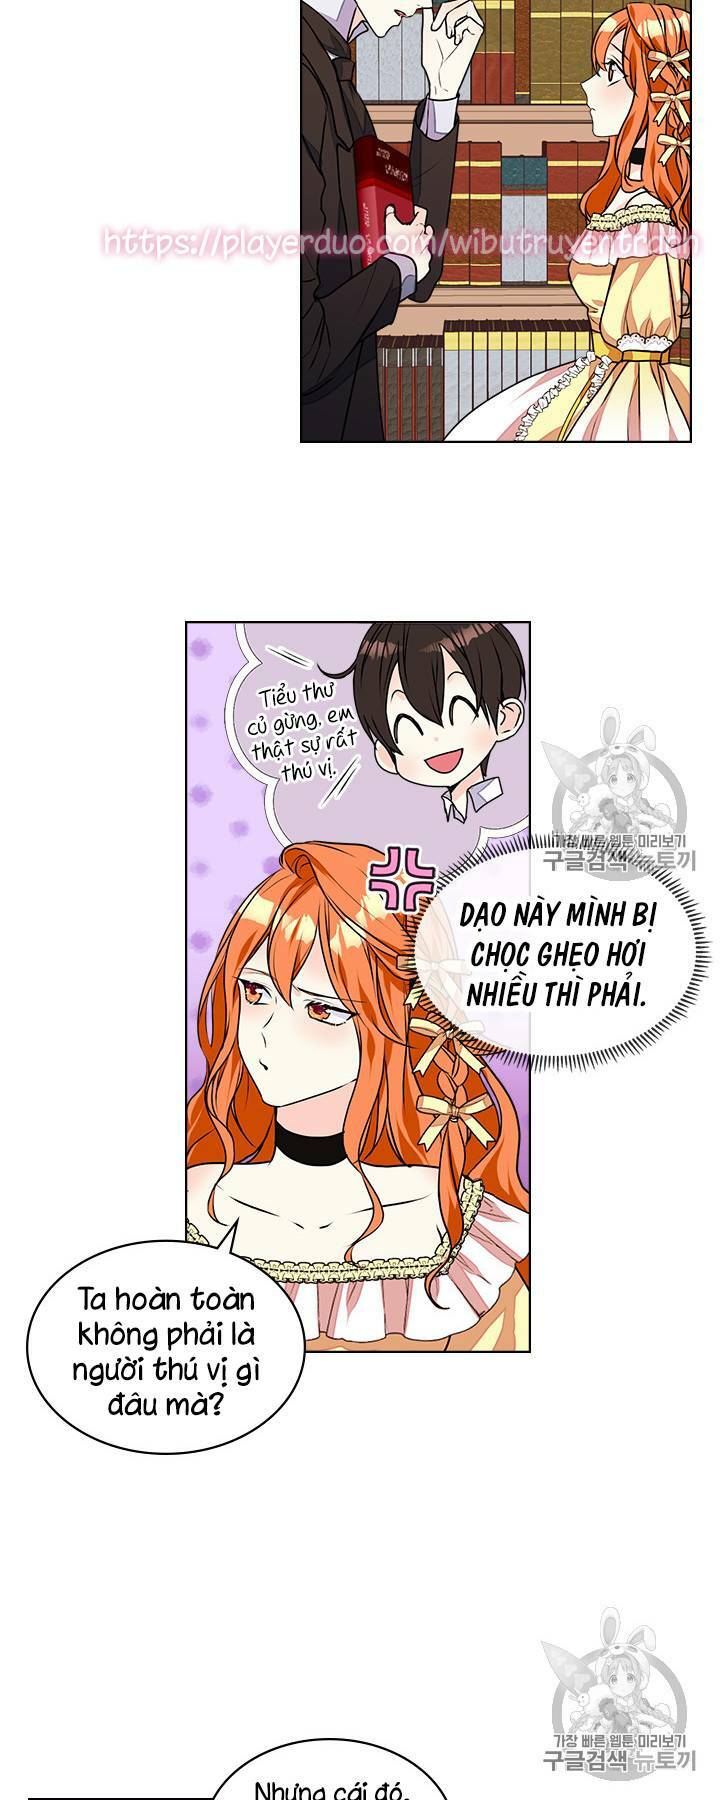 https://playerduo.com/wibutruyentranh
Tiểu thư
củ gừng, em
thật sự rất
thú vị.
가장 빠른 웹툰 미리보기
구글검색 뉴토끼
DẠO NÀY MÌNH BỊ
CHỌC GHẸO HƠI
NHIỀU THÌ PHẢI.
Ta hoàn toàn
không phải là
người thú vị gì
đâu mà?
가장 빠른 웹툰 미리보기
구글검색 뉴토끼
Nhưng cái đó,